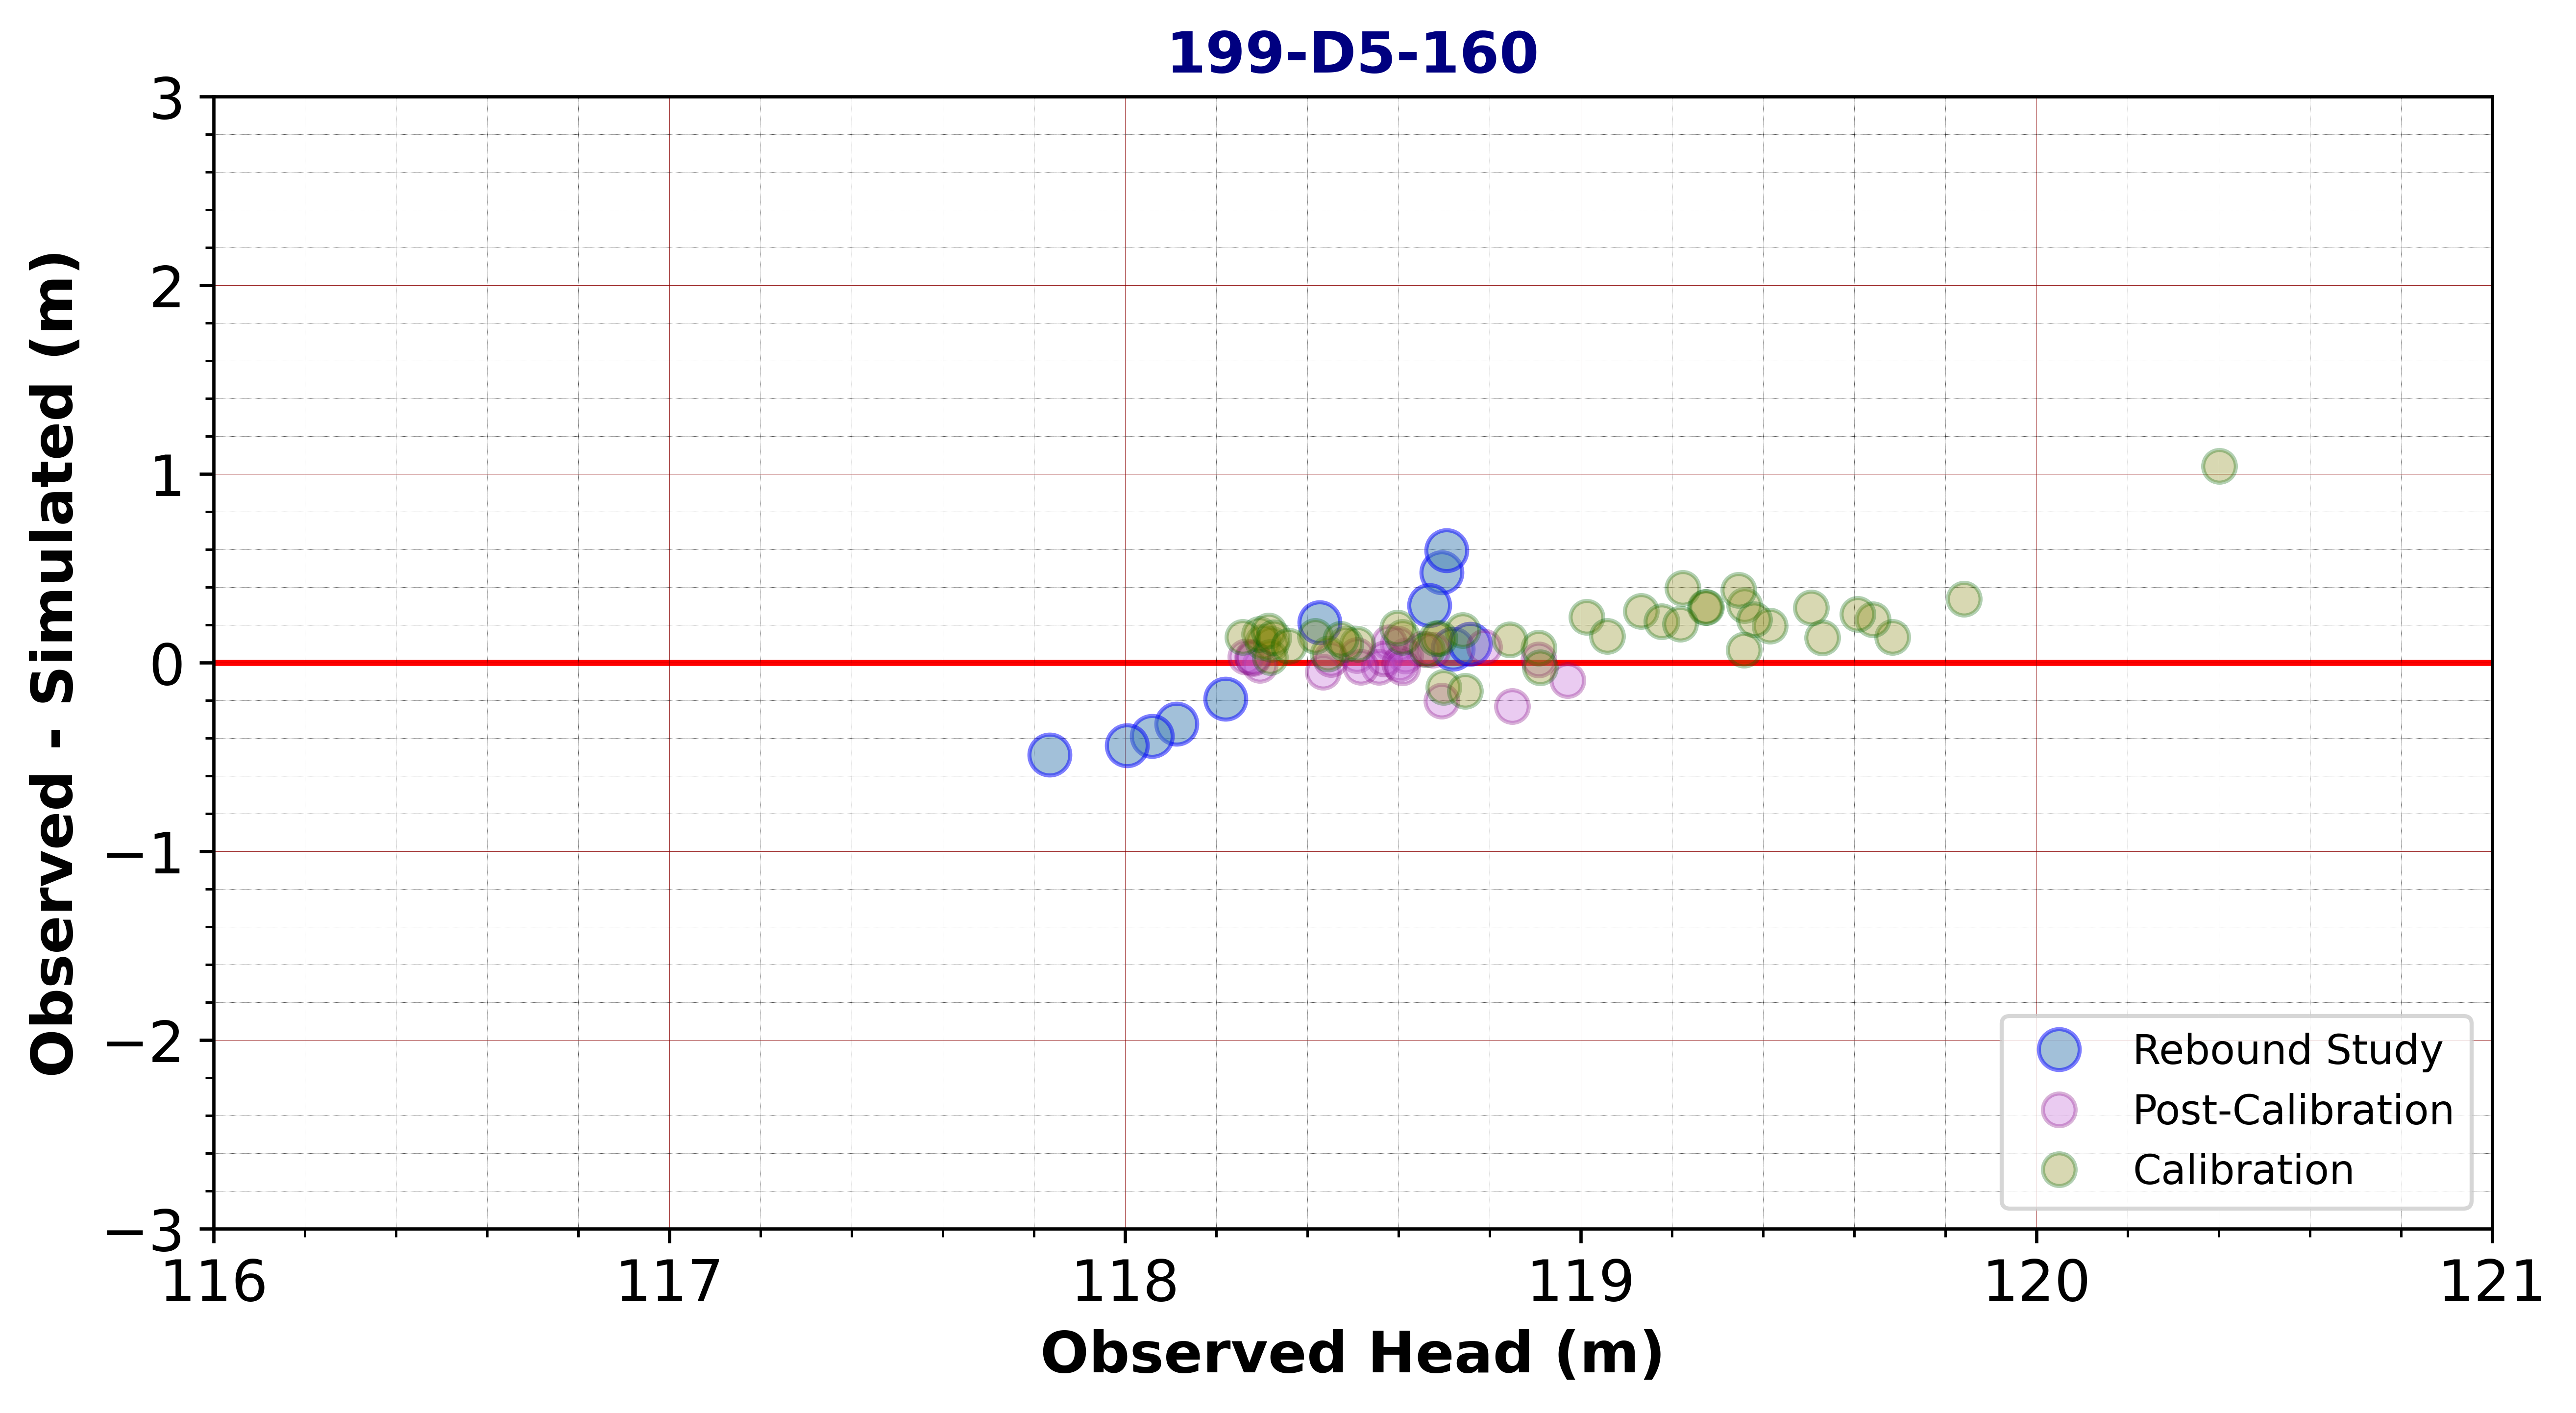 199-D5-160
Observed - Simulated (m)
3
2
1
0
−1
−2
−3
116 117 118 119 120 121
Observed Head (m)
Rebound Study
Post-Calibration
Calibration